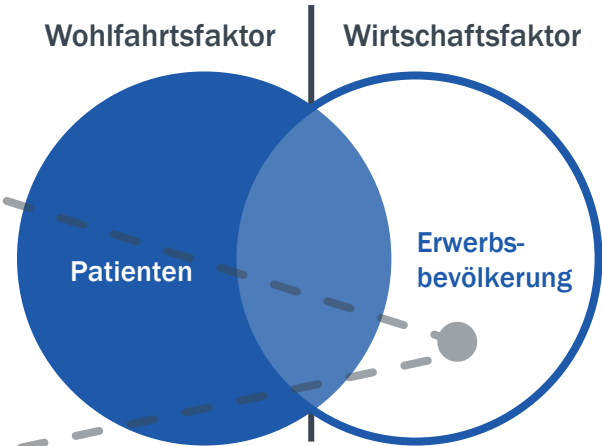 Wohlfahrtsfaktor
Wirtschaftsfaktor
Patienten
Erwerbs-
bevölkerung